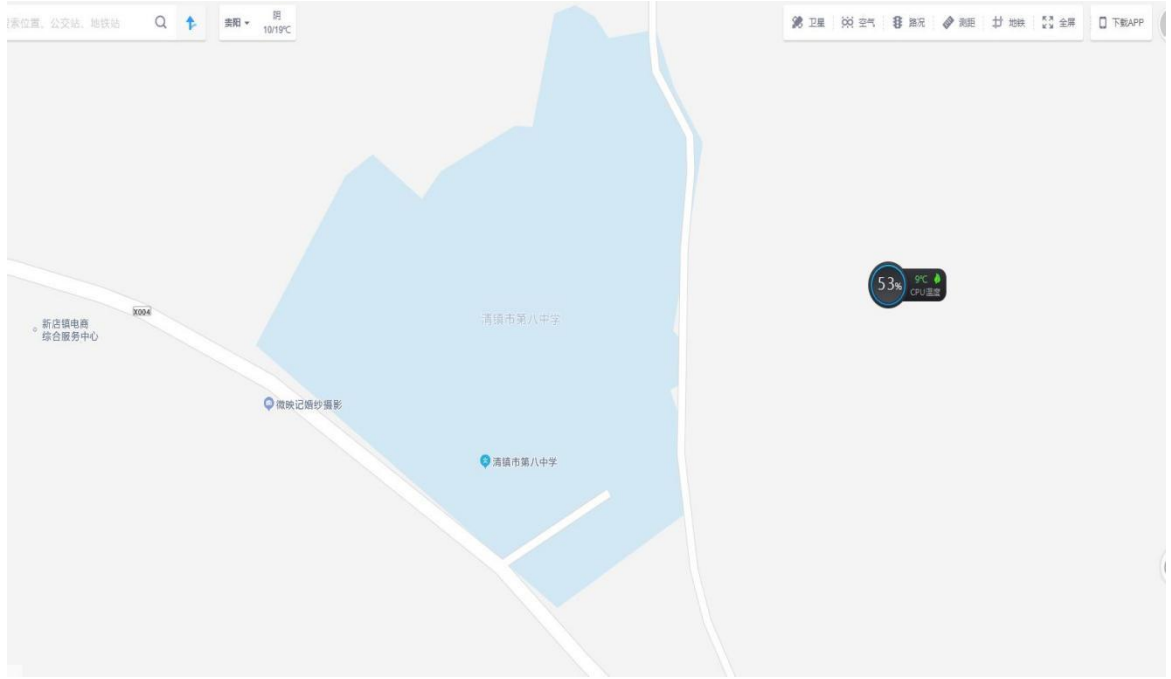 搜索位置、公交站、地铁站
贵阳
阴
10/19℃
卫星
空气
路况
测距
地铁
全屏
下载APP
53%
9℃
CPU温度
X004
清镇市第八中学
新店镇电商
综合服务中心
微映记婚纱摄影
清镇市第八中学